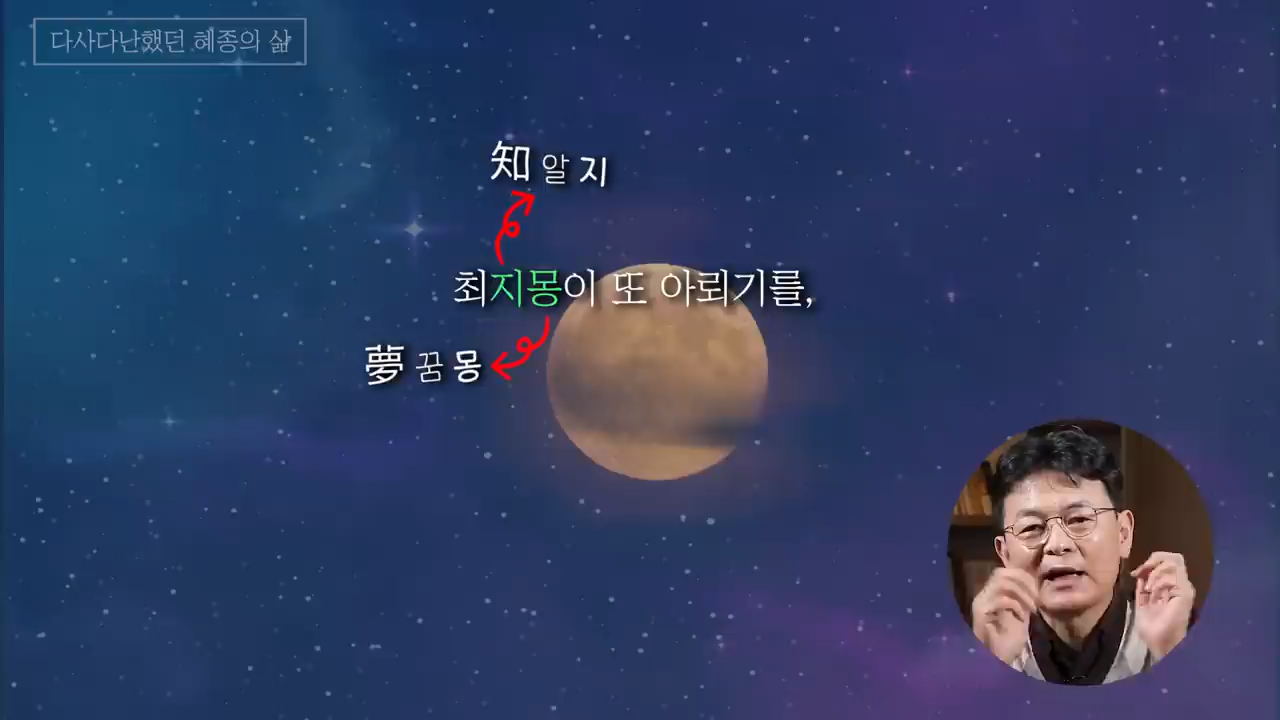 다사다난했던 혜종의 삶
知 알 지
최지몽이 또 아뢰기를,
夢 꿈 몽